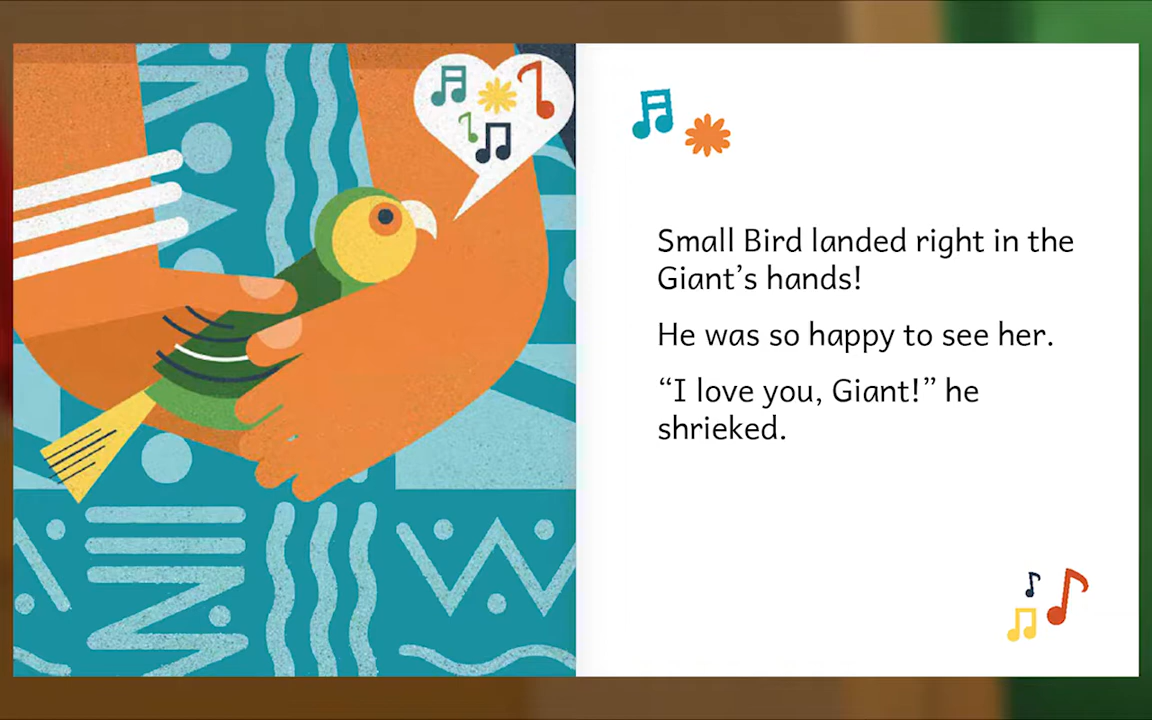 Small Bird landed right in the
Giant’s hands!
He was so happy to see her.
“I love you, Giant!” he
shrieked.